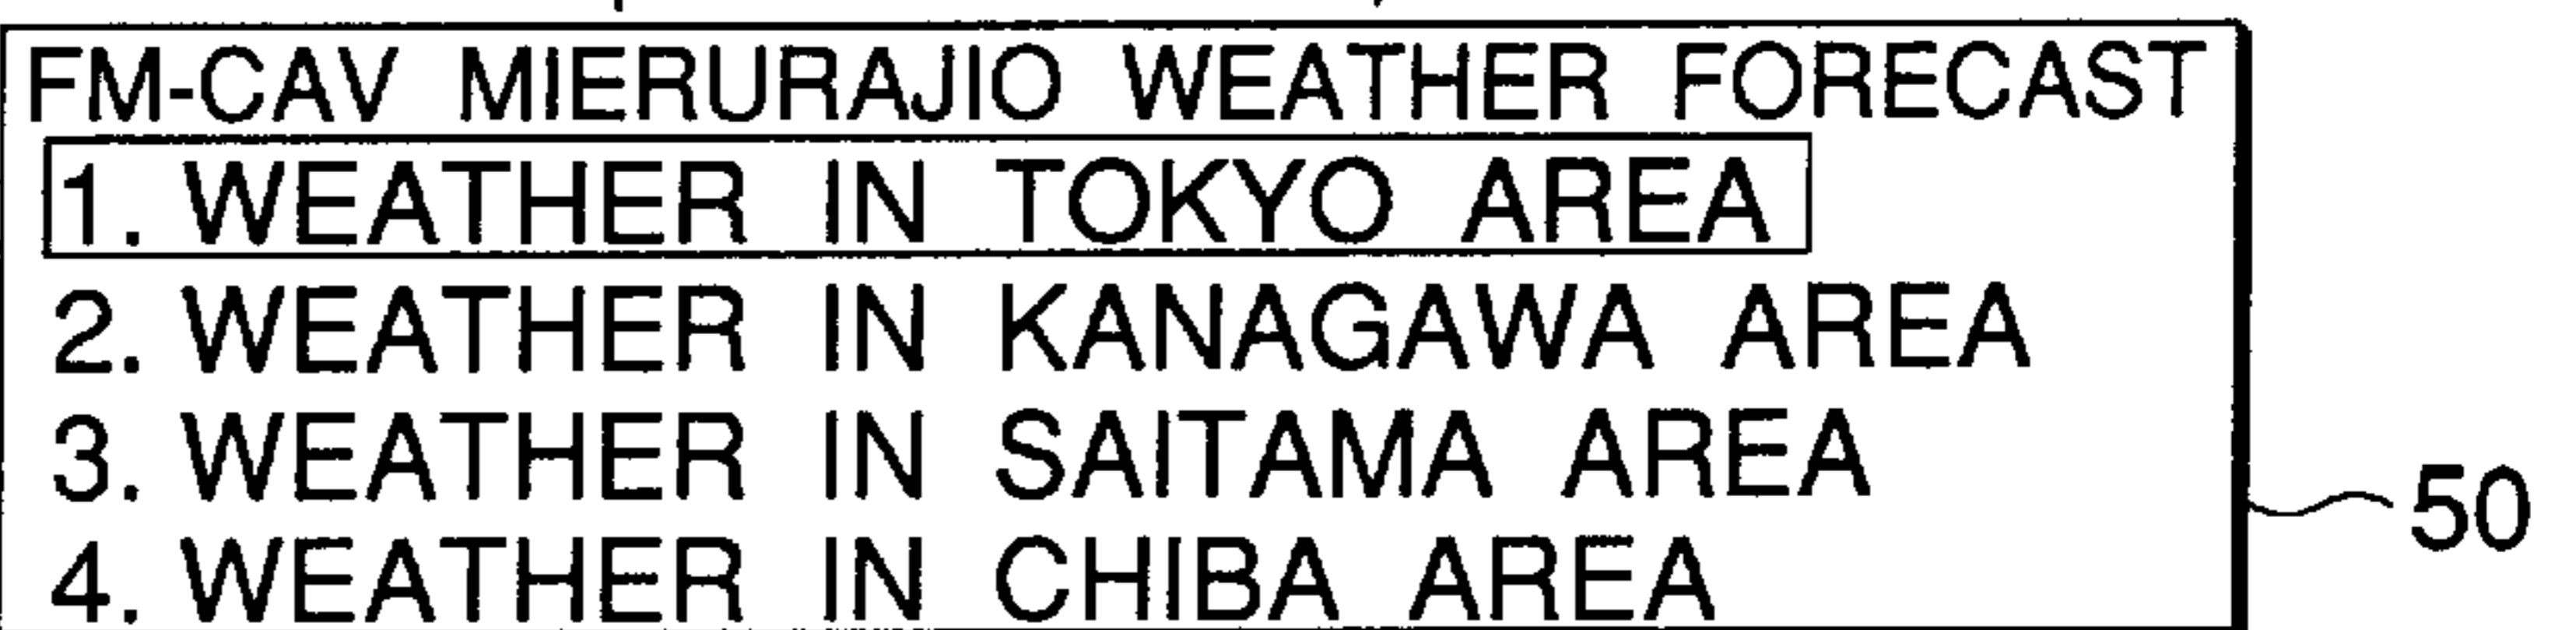 FM-CAV MIERURAJIO WEATHER FORECAST
1. WEATHER IN TOKYO AREA
2. WEATHER IN KANAGAWA AREA
3. WEATHER IN SAITAMA AREA
50
4. WEATHER IN CHIBA AREA